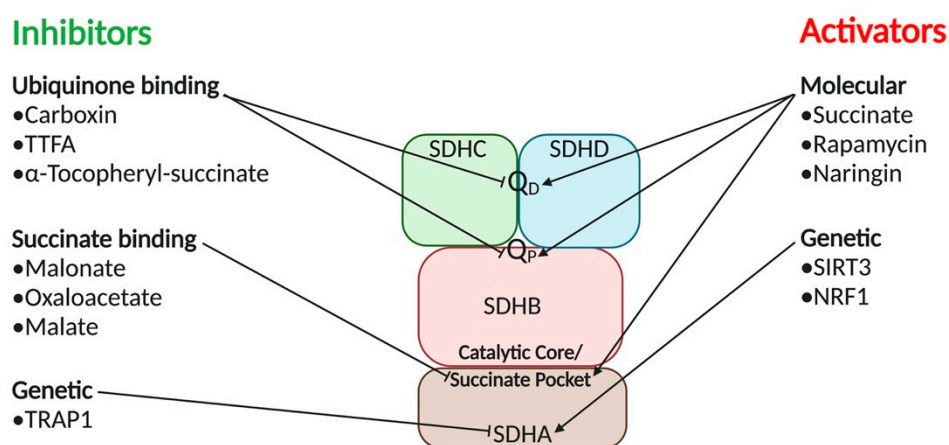 Inhibitors
Ubiquinone binding
•Carboxin
•TTFA
•α-Tocopheryl-succinate
Succinate binding
•Malonate
•Oxaloacetate
•Malate
Genetic
•TRAP1
SDHC
SDHD
QD
QP
SDHB
Catalytic Core/
Succinate Pocket
SDHA
Activators
Molecular
•Succinate
•Rapamycin
•Naringin
Genetic
•SIRT3
•NRF1